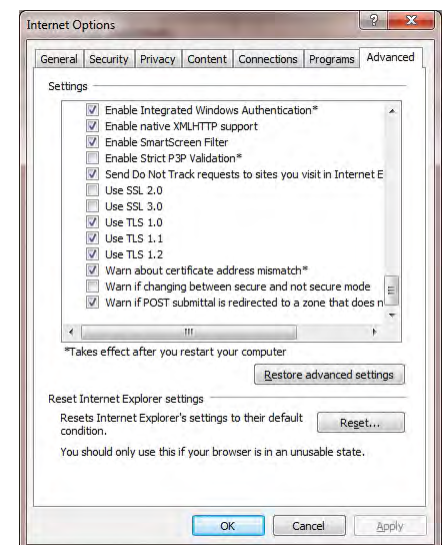 Internet Options
General Security Privacy Content Connections Programs Advanced
Settings
Enable Integrated Windows Authentication*
Enable native XMLHTTP support
Enable SmartScreen Filter
Enable Strict P3P Validation*
Send Do Not Track requests to sites you visit in Internet E
Use SSL 2.0
Use SSL 3.0
Use TLS 1.0
Use TLS 1.1
Use TLS 1.2
Warn about certificate address mismatch*
Warn if changing between secure and not secure mode
Warn if POST submittal is redirected to a zone that does n
*Takes effect after you restart your computer
Restore advanced settings
Reset Internet Explorer settings
Resets Internet Explorer's settings to their default
condition.
Reset...
You should only use this if your browser is in an unusable state.
OK Cancel Apply